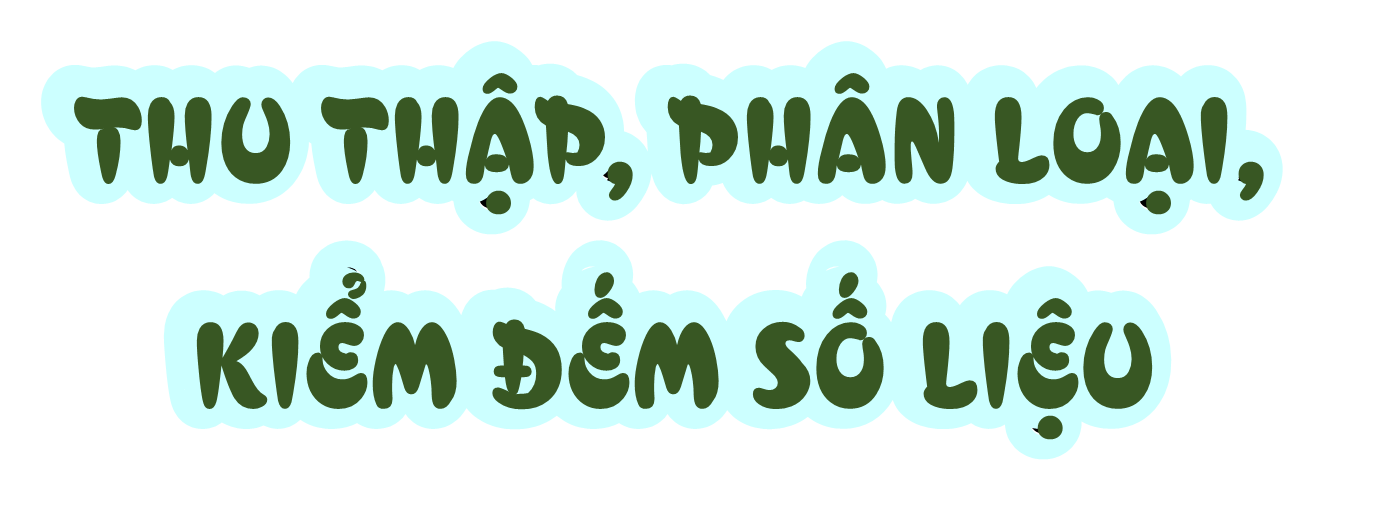 THU THẬP, PHÂN LOẠI,
KIỂM ĐẾM SỐ LIỆU